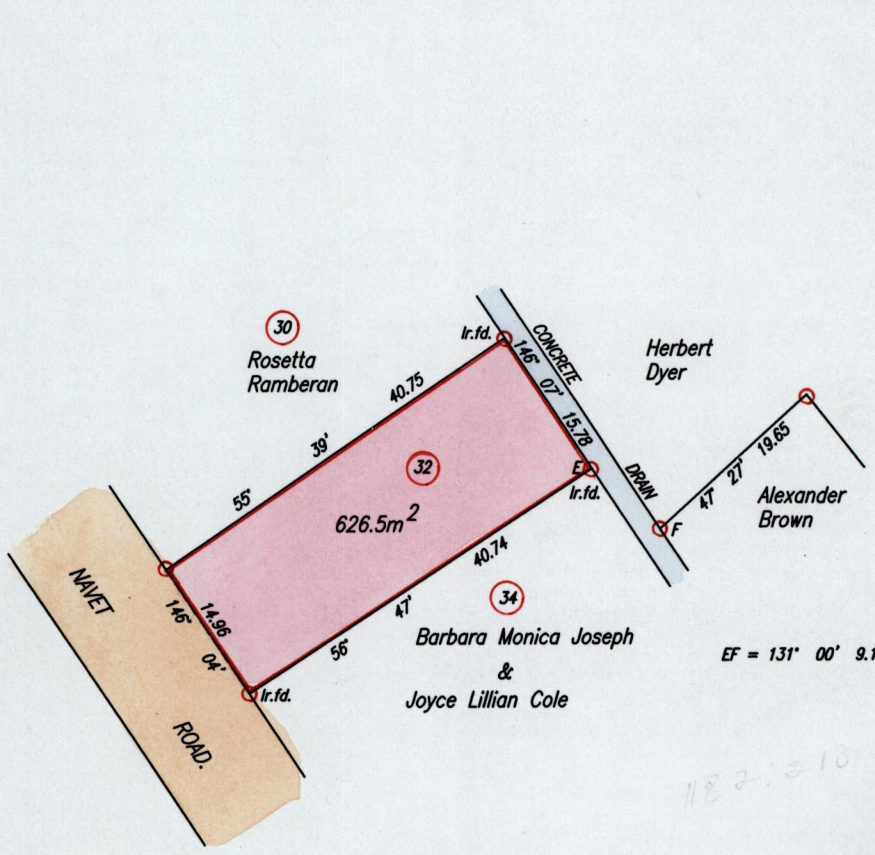 30
Rosetta
Ramberan
Ir.fd.
CONCRETE
DRAIN
146° 07' 15.78
Herbert
Dyer
55° 39' 40.75
32
626.5m²
E
Ir.fd.
F
47° 27' 19.65
Alexander
Brown
NAVET
ROAD.
146° 04'
14.96
Ir.fd.
56° 47' 40.74
34
Barbara Monica Joseph
&
Joyce Lillian Cole
EF = 131° 00' 9.1